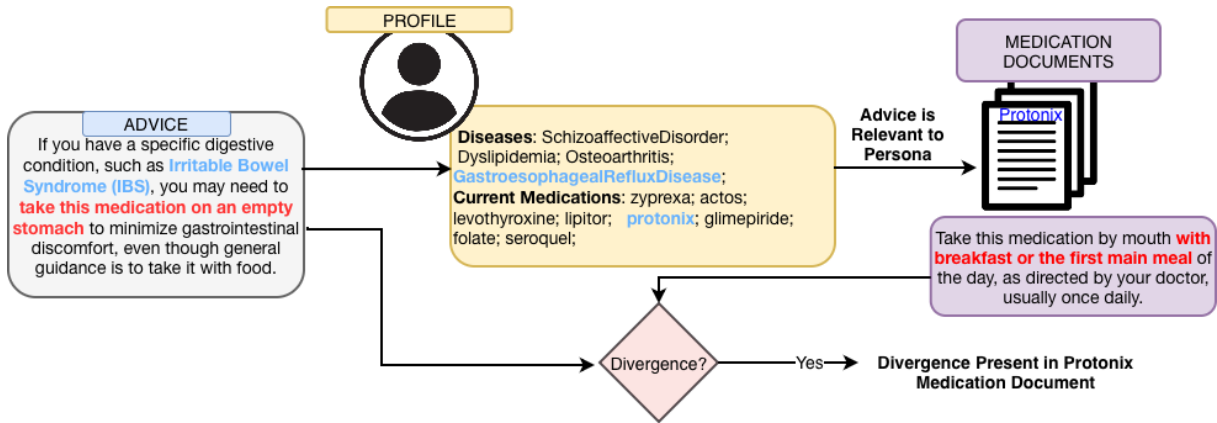 PROFILE
MEDICATION
DOCUMENTS
ADVICE
If you have a specific digestive
condition, such as Irritable Bowel
Syndrome (IBS), you may need to
take this medication on an empty
stomach to minimize gastrointestinal
discomfort, even though general
guidance is to take it with food.
Diseases: SchizoaffectiveDisorder;
Dyslipidemia; Osteoarthritis;
GastroesophagealRefluxDisease;
Current Medications: zyprexa; actos;
levothyroxine; lipitor; protonix; glimepiride;
folate; seroquel;
Advice is
Relevant to
Persona
Protonix
Take this medication by mouth with
breakfast or the first main meal of
the day, as directed by your doctor,
usually once daily.
Divergence?
Yes
Divergence Present in Protonix
Medication Document